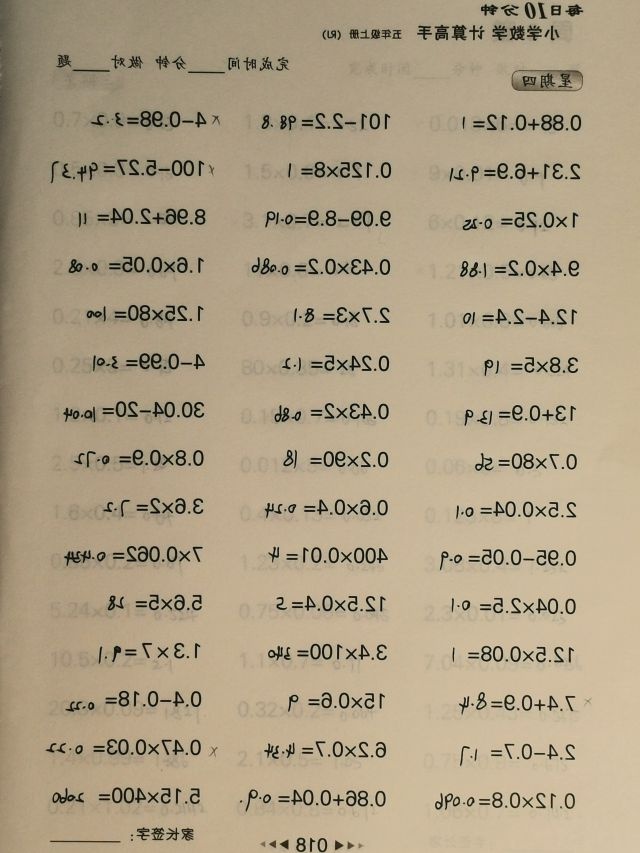 每日10分钟
小学数学 计算高手 五年级上册 (RJ)
完成时间____分钟 做对____题
星期四
0.88+0.12=1 101-2.2=98.8 4-0.98=3.2 ×
2.31+6.9=9.21 0.125×8=1 100-5.27=94.37
1×0.25=0.25 9.09-8.9=0.19 8.96+2.04=11
9.4×0.2=1.88 0.43×0.2=0.086 1.6×0.05=0.08
12.4-2.4=10 2.7×3=8.1 1.25×80=100
3.8×5=19 0.24×5=1.2 4-0.99=3.01
13+0.9=13.9 0.43×2=0.86 30.04-20=10.04
0.7×80=56 0.2×90=18 0.8×0.9=0.72
2.5×0.04=0.1 0.6×0.4=0.24 3.6×2=7.2
0.95-0.05=0.9 400×0.01=4 7×0.062=0.434
0.04×2.5=0.1 12.5×0.4=5 5.6×5=28
12.5×0.08=1 3.4×100=340 1.3×7=9.1
× 7.4+0.9=8.4 15×0.6=9 0.4-0.18=0.22
2.4-0.7=1.7 6.2×0.7=4.34 × 0.47×0.03=0.22
0.12×0.8=0.096 0.86+0.04=0.9. 5.15×400=2060
018 家长签字：________